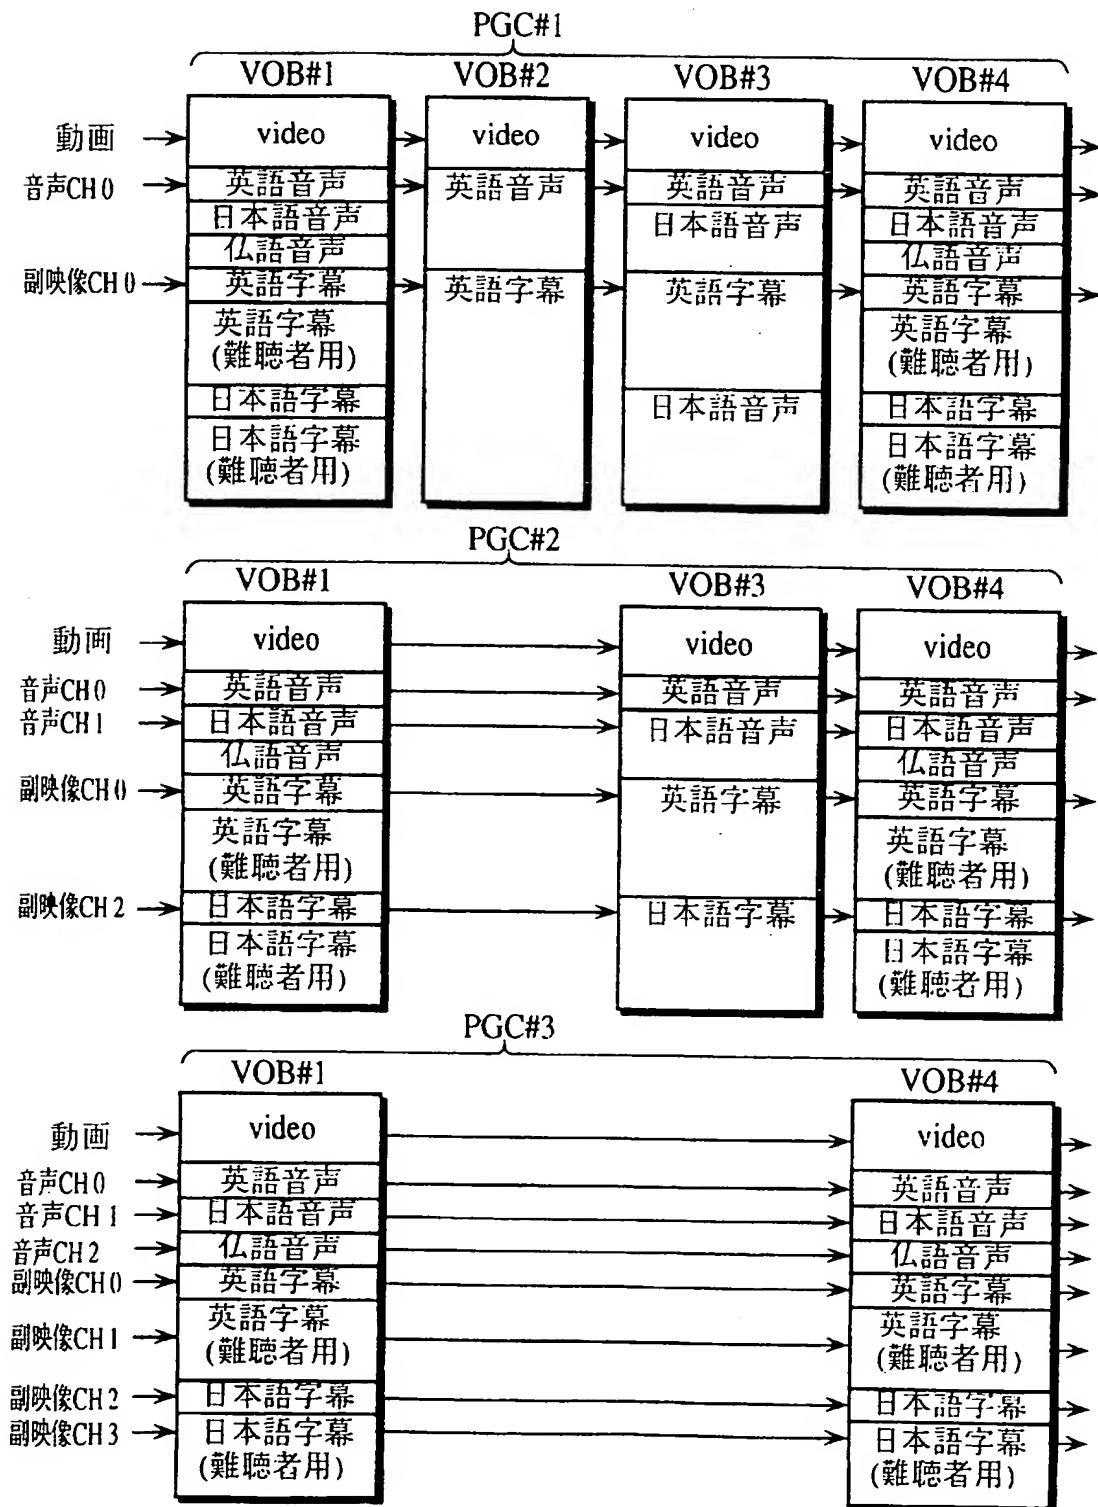 PGC#1
VOB#1 VOB#2 VOB#3 VOB#4
動画 video video video video
音声CH0 英語音声 英語音声 英語音声 英語音声
日本語音声 日本語音声 日本語音声
仏語音声 仏語音声
副映像CH0 英語字幕 英語字幕 英語字幕 英語字幕
英語字幕 英語字幕
(難聴者用) (難聴者用)
日本語字幕 日本語音声 日本語字幕
日本語字幕 日本語字幕
(難聴者用) (難聴者用)
PGC#2
VOB#1 VOB#3 VOB#4
動画 video video video
音声CH0 英語音声 英語音声 英語音声
音声CH1 日本語音声 日本語音声 日本語音声
仏語音声 仏語音声
副映像CH0 英語字幕 英語字幕 英語字幕
英語字幕 英語字幕
(難聴者用) (難聴者用)
副映像CH2 日本語字幕 日本語字幕 日本語字幕
日本語字幕 日本語字幕
(難聴者用) (難聴者用)
PGC#3
VOB#1 VOB#4
動画 video video
音声CH0 英語音声 英語音声
音声CH1 日本語音声 日本語音声
音声CH2 仏語音声 仏語音声
副映像CH0 英語字幕 英語字幕
副映像CH1 英語字幕 英語字幕
(難聴者用) (難聴者用)
副映像CH2 日本語字幕 日本語字幕
副映像CH3 日本語字幕 日本語字幕
(難聴者用) (難聴者用)